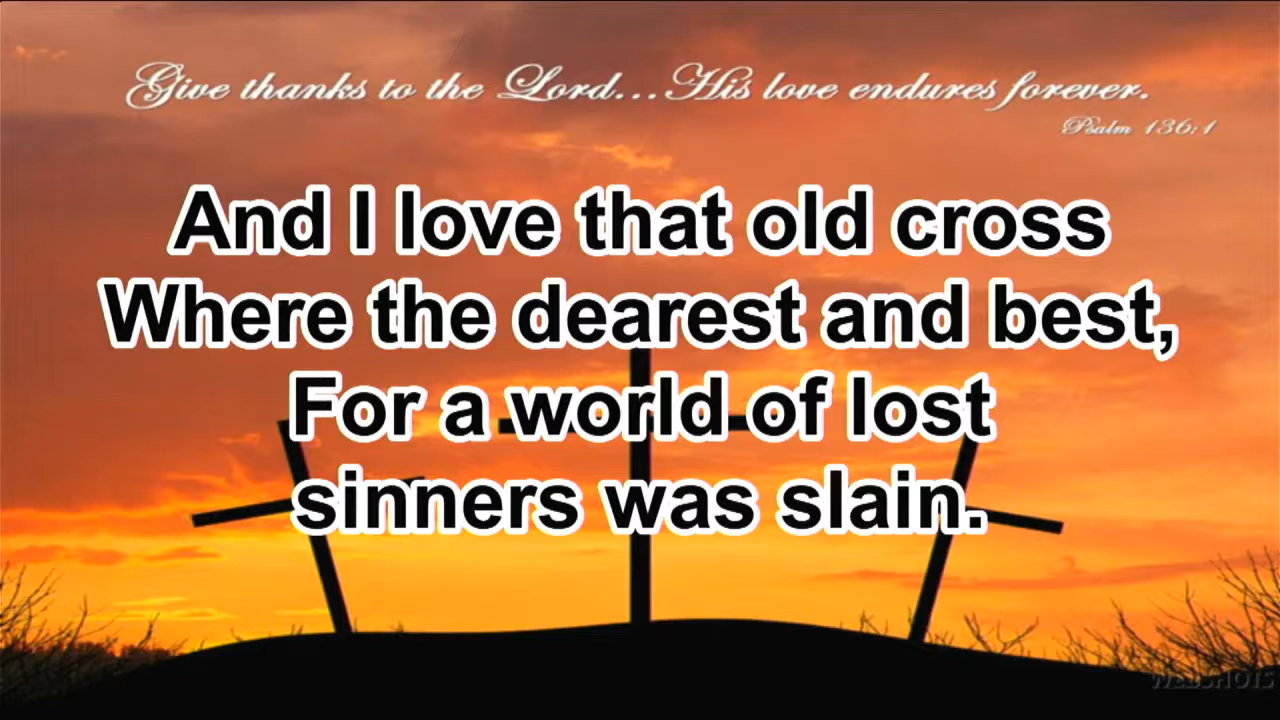 Give thanks to the Lord...His love endures forever.
Psalm 136:1
And I love that old cross
Where the dearest and best,
For a world of lost
sinners was slain.
WEBSHOTS